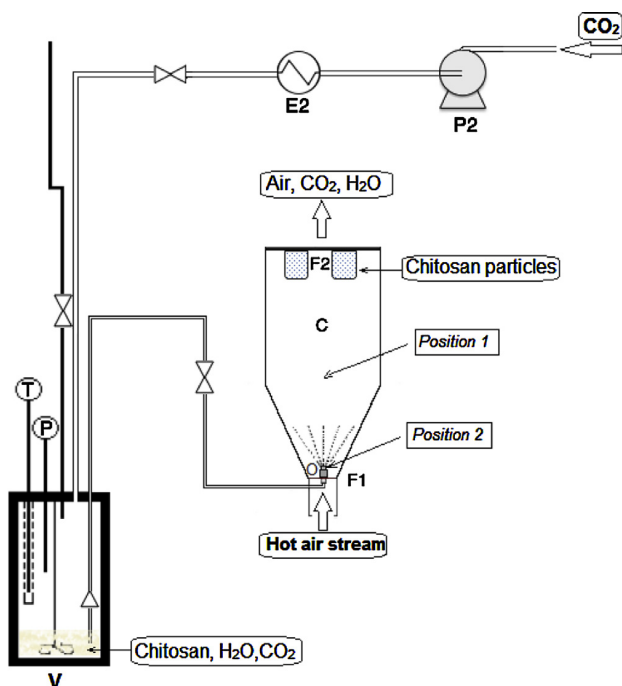 CO₂
E2
P2
Air, CO₂, H₂O
F2
Chitosan particles
C
Position 1
T
P
Position 2
O
F1
Hot air stream
Chitosan, H₂O,CO₂
V